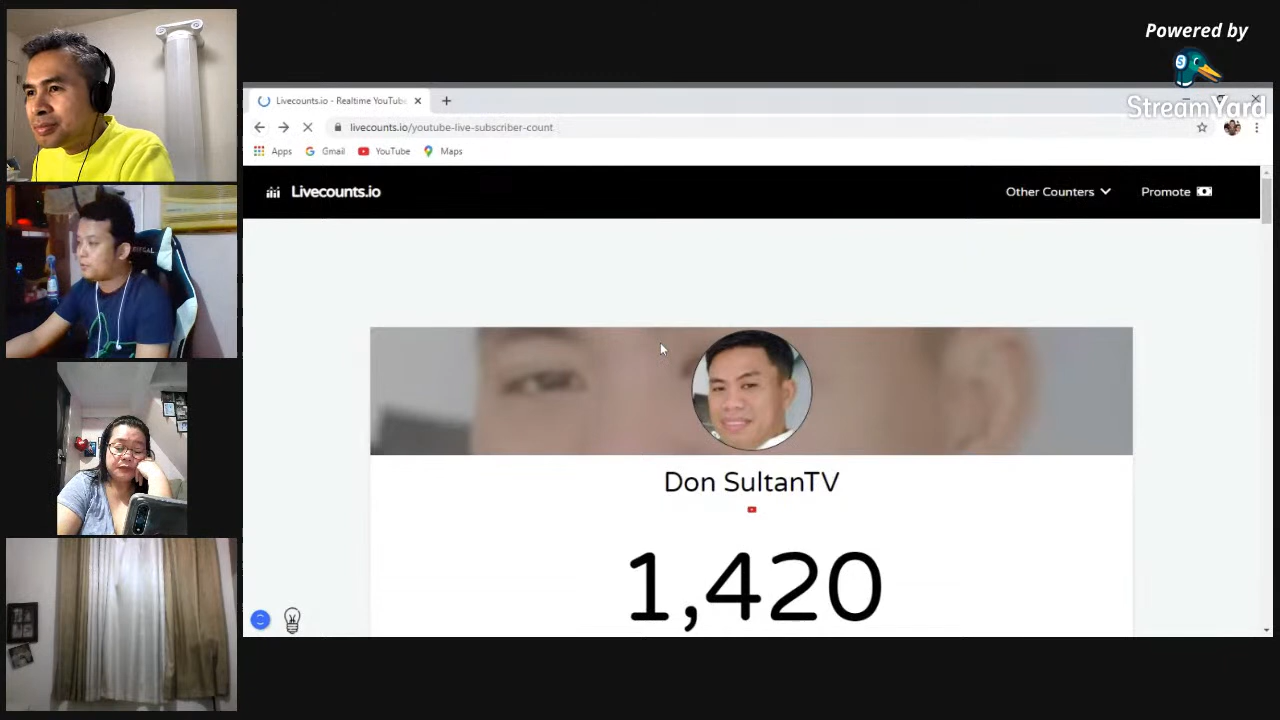 Powered by
StreamYard
Livecounts.io - Realtime YouTube
livecounts.io/youtube-live-subscriber-count
Apps Gmail YouTube Maps
Livecounts.io Other Counters Promote
Don SultanTV
1,420